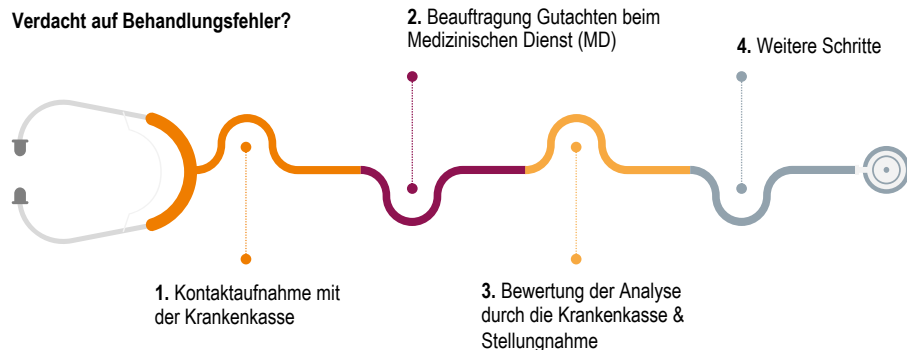 Verdacht auf Behandlungsfehler?
2. Beauftragung Gutachten beim
Medizinischen Dienst (MD)
4. Weitere Schritte
1. Kontaktaufnahme mit
der Krankenkasse
3. Bewertung der Analyse
durch die Krankenkasse &
Stellungnahme